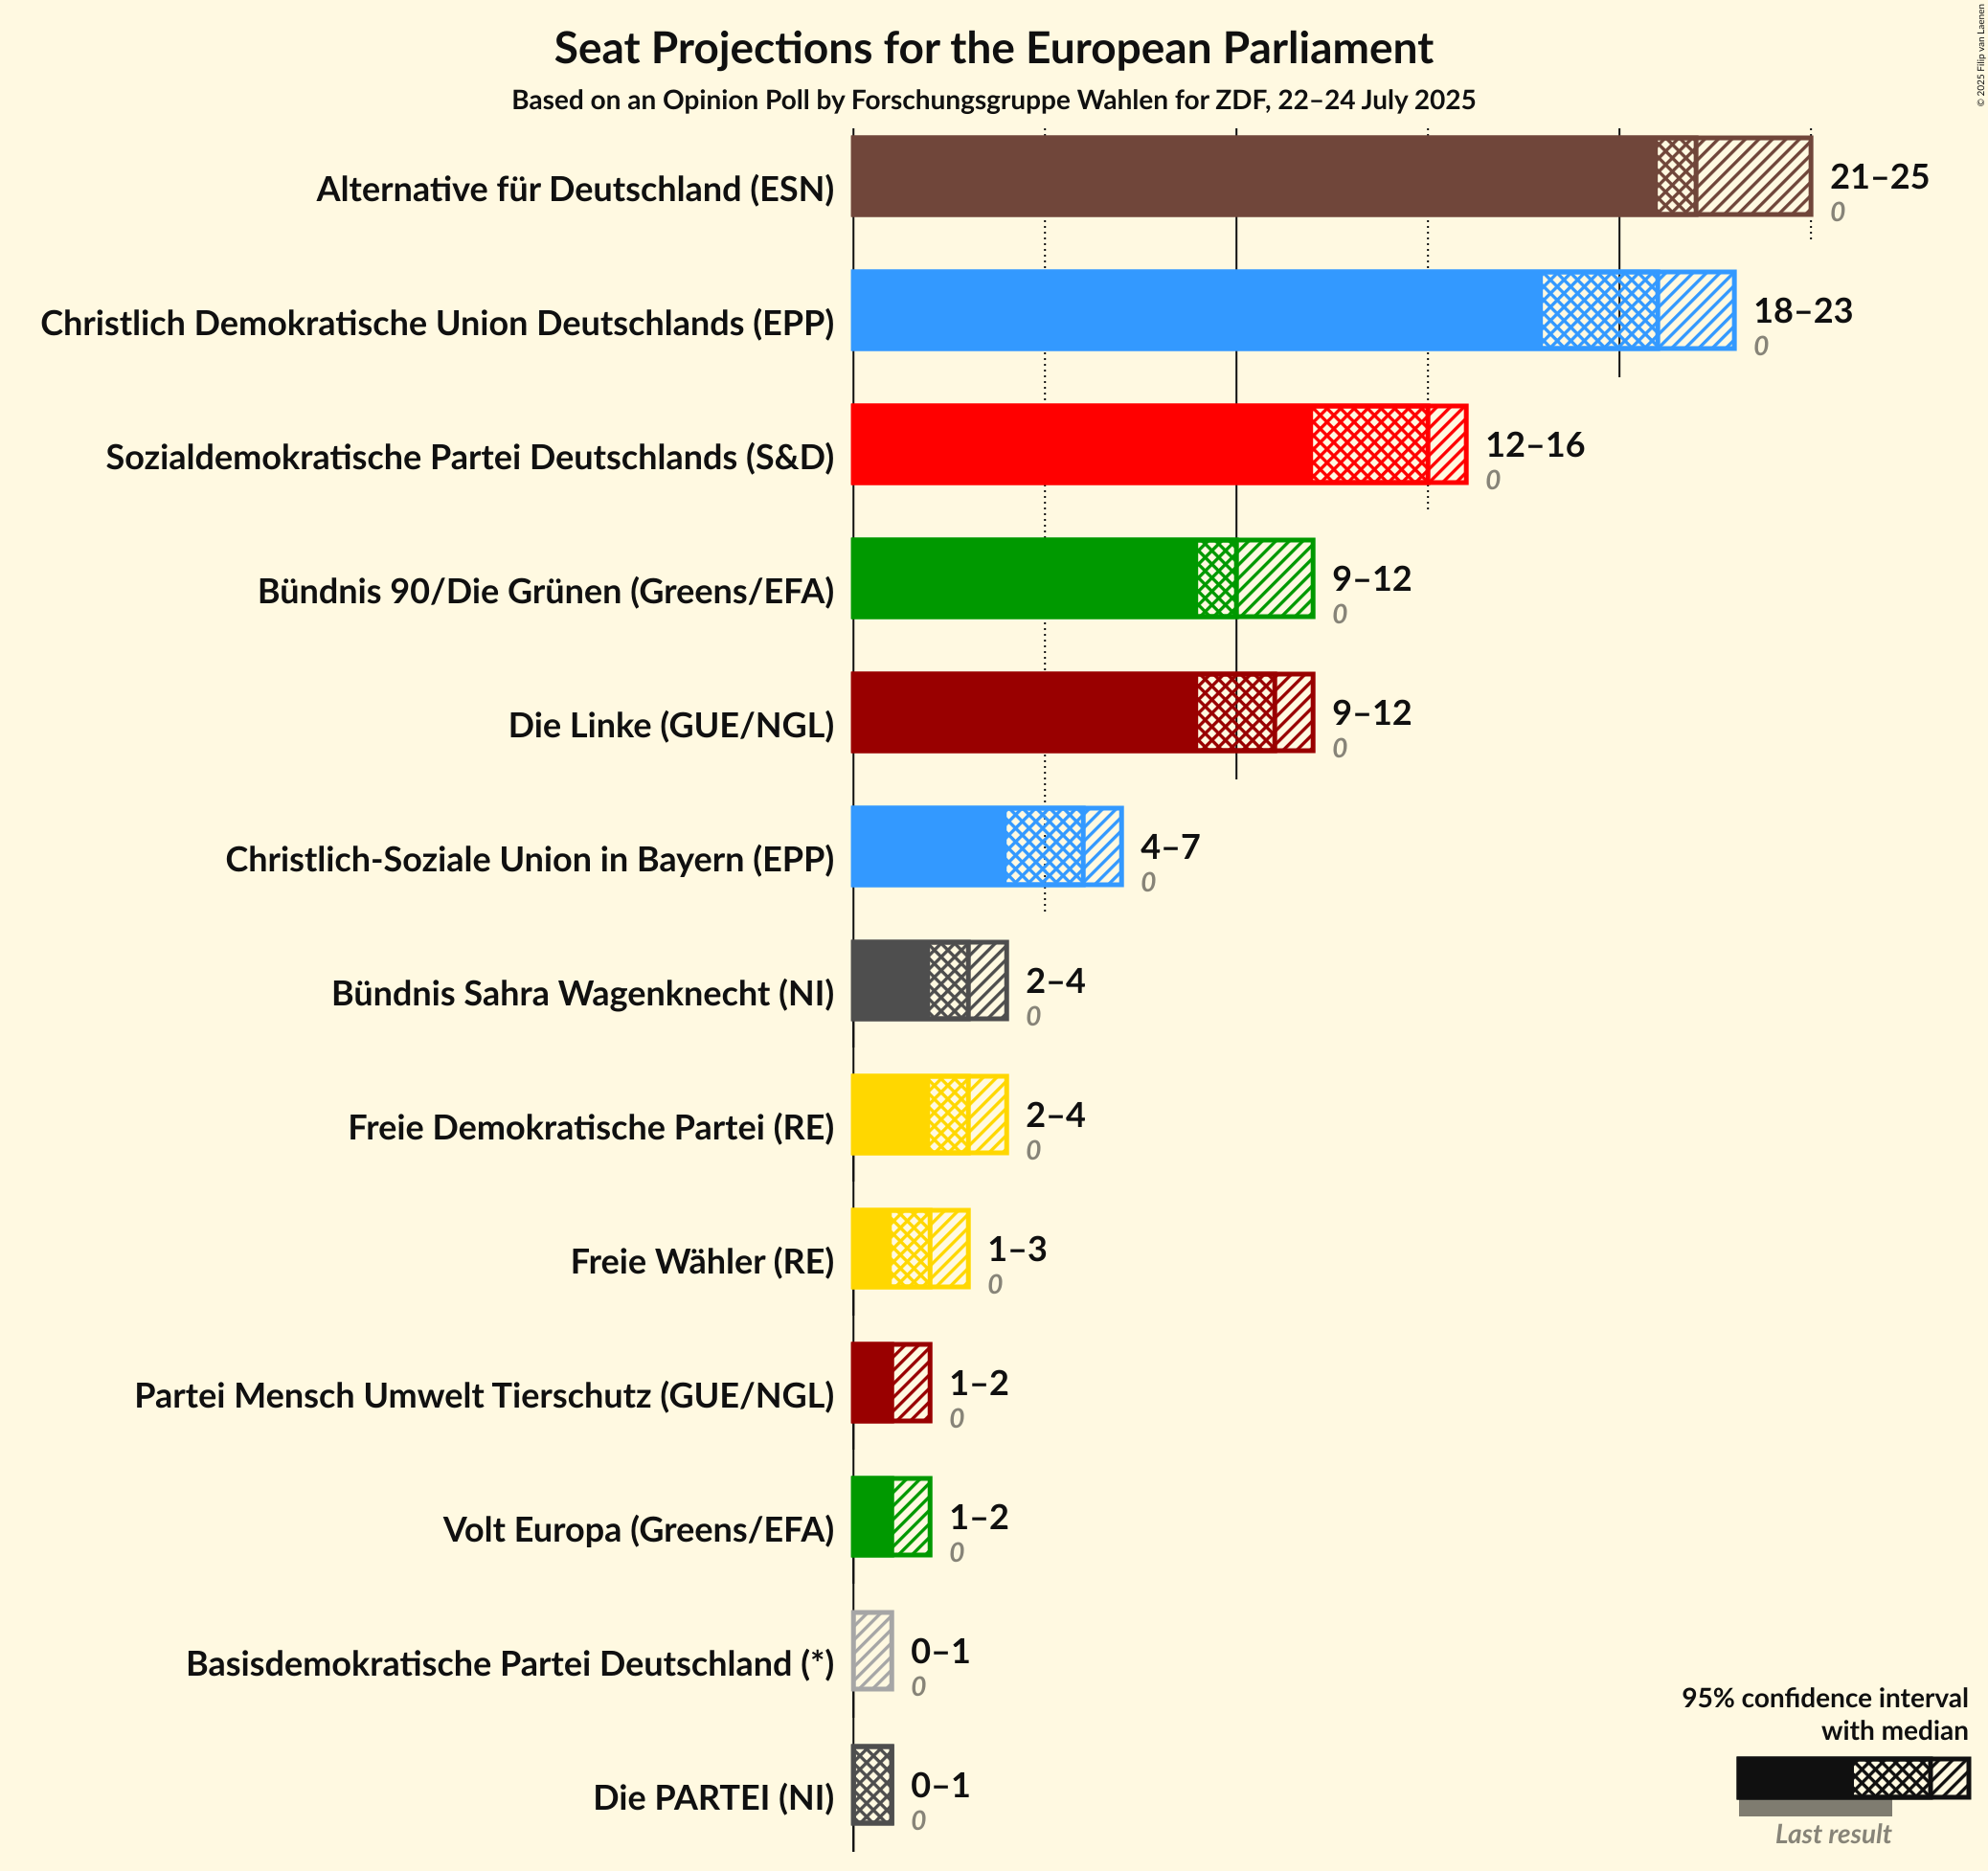 Seat Projections for the European Parliament
Based on an Opinion Poll by Forschungsgruppe Wahlen for ZDF, 22–24 July 2025
© 2025 Filip van Laenen
Alternative für Deutschland (ESN)
21–25
0
Christlich Demokratische Union Deutschlands (EPP)
18–23
0
Sozialdemokratische Partei Deutschlands (S&D)
12–16
0
Bündnis 90/Die Grünen (Greens/EFA)
9–12
0
Die Linke (GUE/NGL)
9–12
0
Christlich-Soziale Union in Bayern (EPP)
4–7
0
Bündnis Sahra Wagenknecht (NI)
2–4
0
Freie Demokratische Partei (RE)
2–4
0
Freie Wähler (RE)
1–3
0
Partei Mensch Umwelt Tierschutz (GUE/NGL)
1–2
0
Volt Europa (Greens/EFA)
1–2
0
Basisdemokratische Partei Deutschland (*)
0–1
0
Die PARTEI (NI)
0–1
0
95% confidence interval
with median
Last result